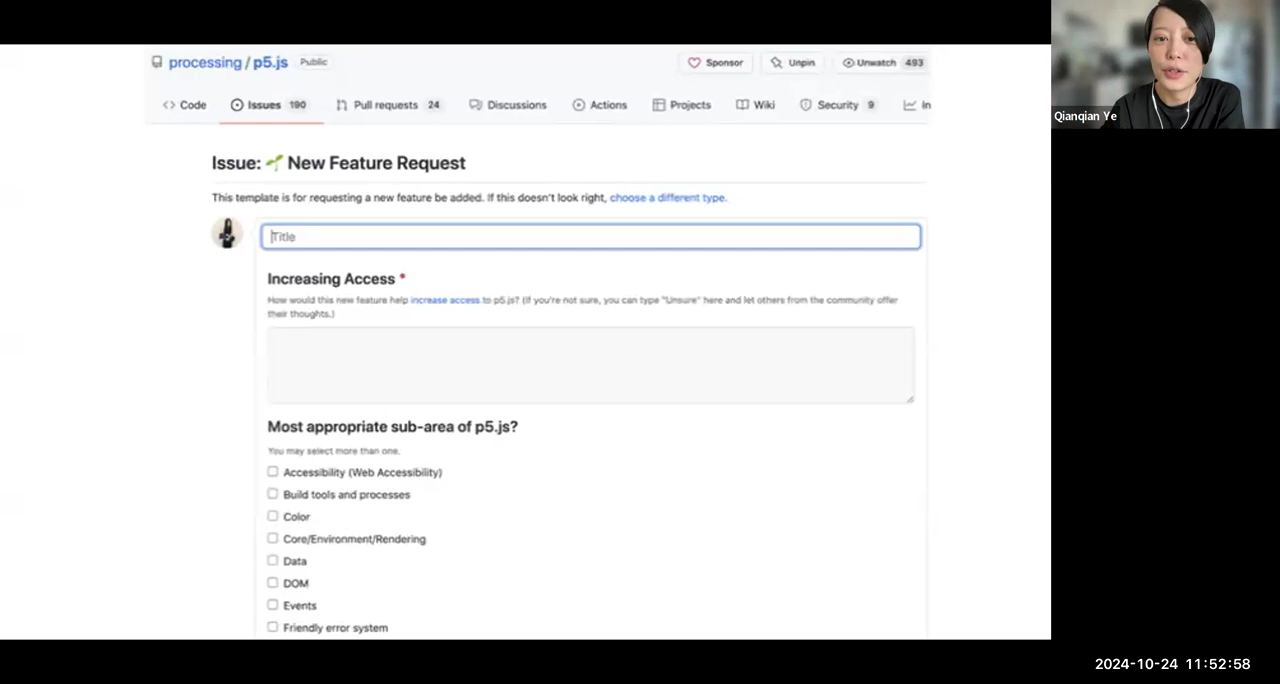 processing / p5.js Public
Sponsor Unpin Unwatch 493
Code Issues 190 Pull requests 24 Discussions Actions Projects Wiki Security 9 In
Issue: 🌱 New Feature Request
This template is for requesting a new feature be added. If this doesn't look right, choose a different type.
Title
Increasing Access *
How would this new feature help increase access to p5.js? (If you're not sure, you can type "Unsure" here and let others from the community offer
their thoughts.)
Most appropriate sub-area of p5.js?
You may select more than one.
Accessibility (Web Accessibility)
Build tools and processes
Color
Core/Environment/Rendering
Data
DOM
Events
Friendly error system
Qianqian Ye
2024-10-24 11:52:58